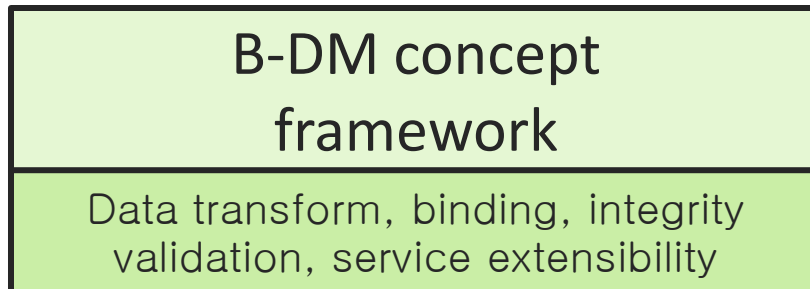 B-DM concept
framework
Data transform, binding, integrity
validation, service extensibility